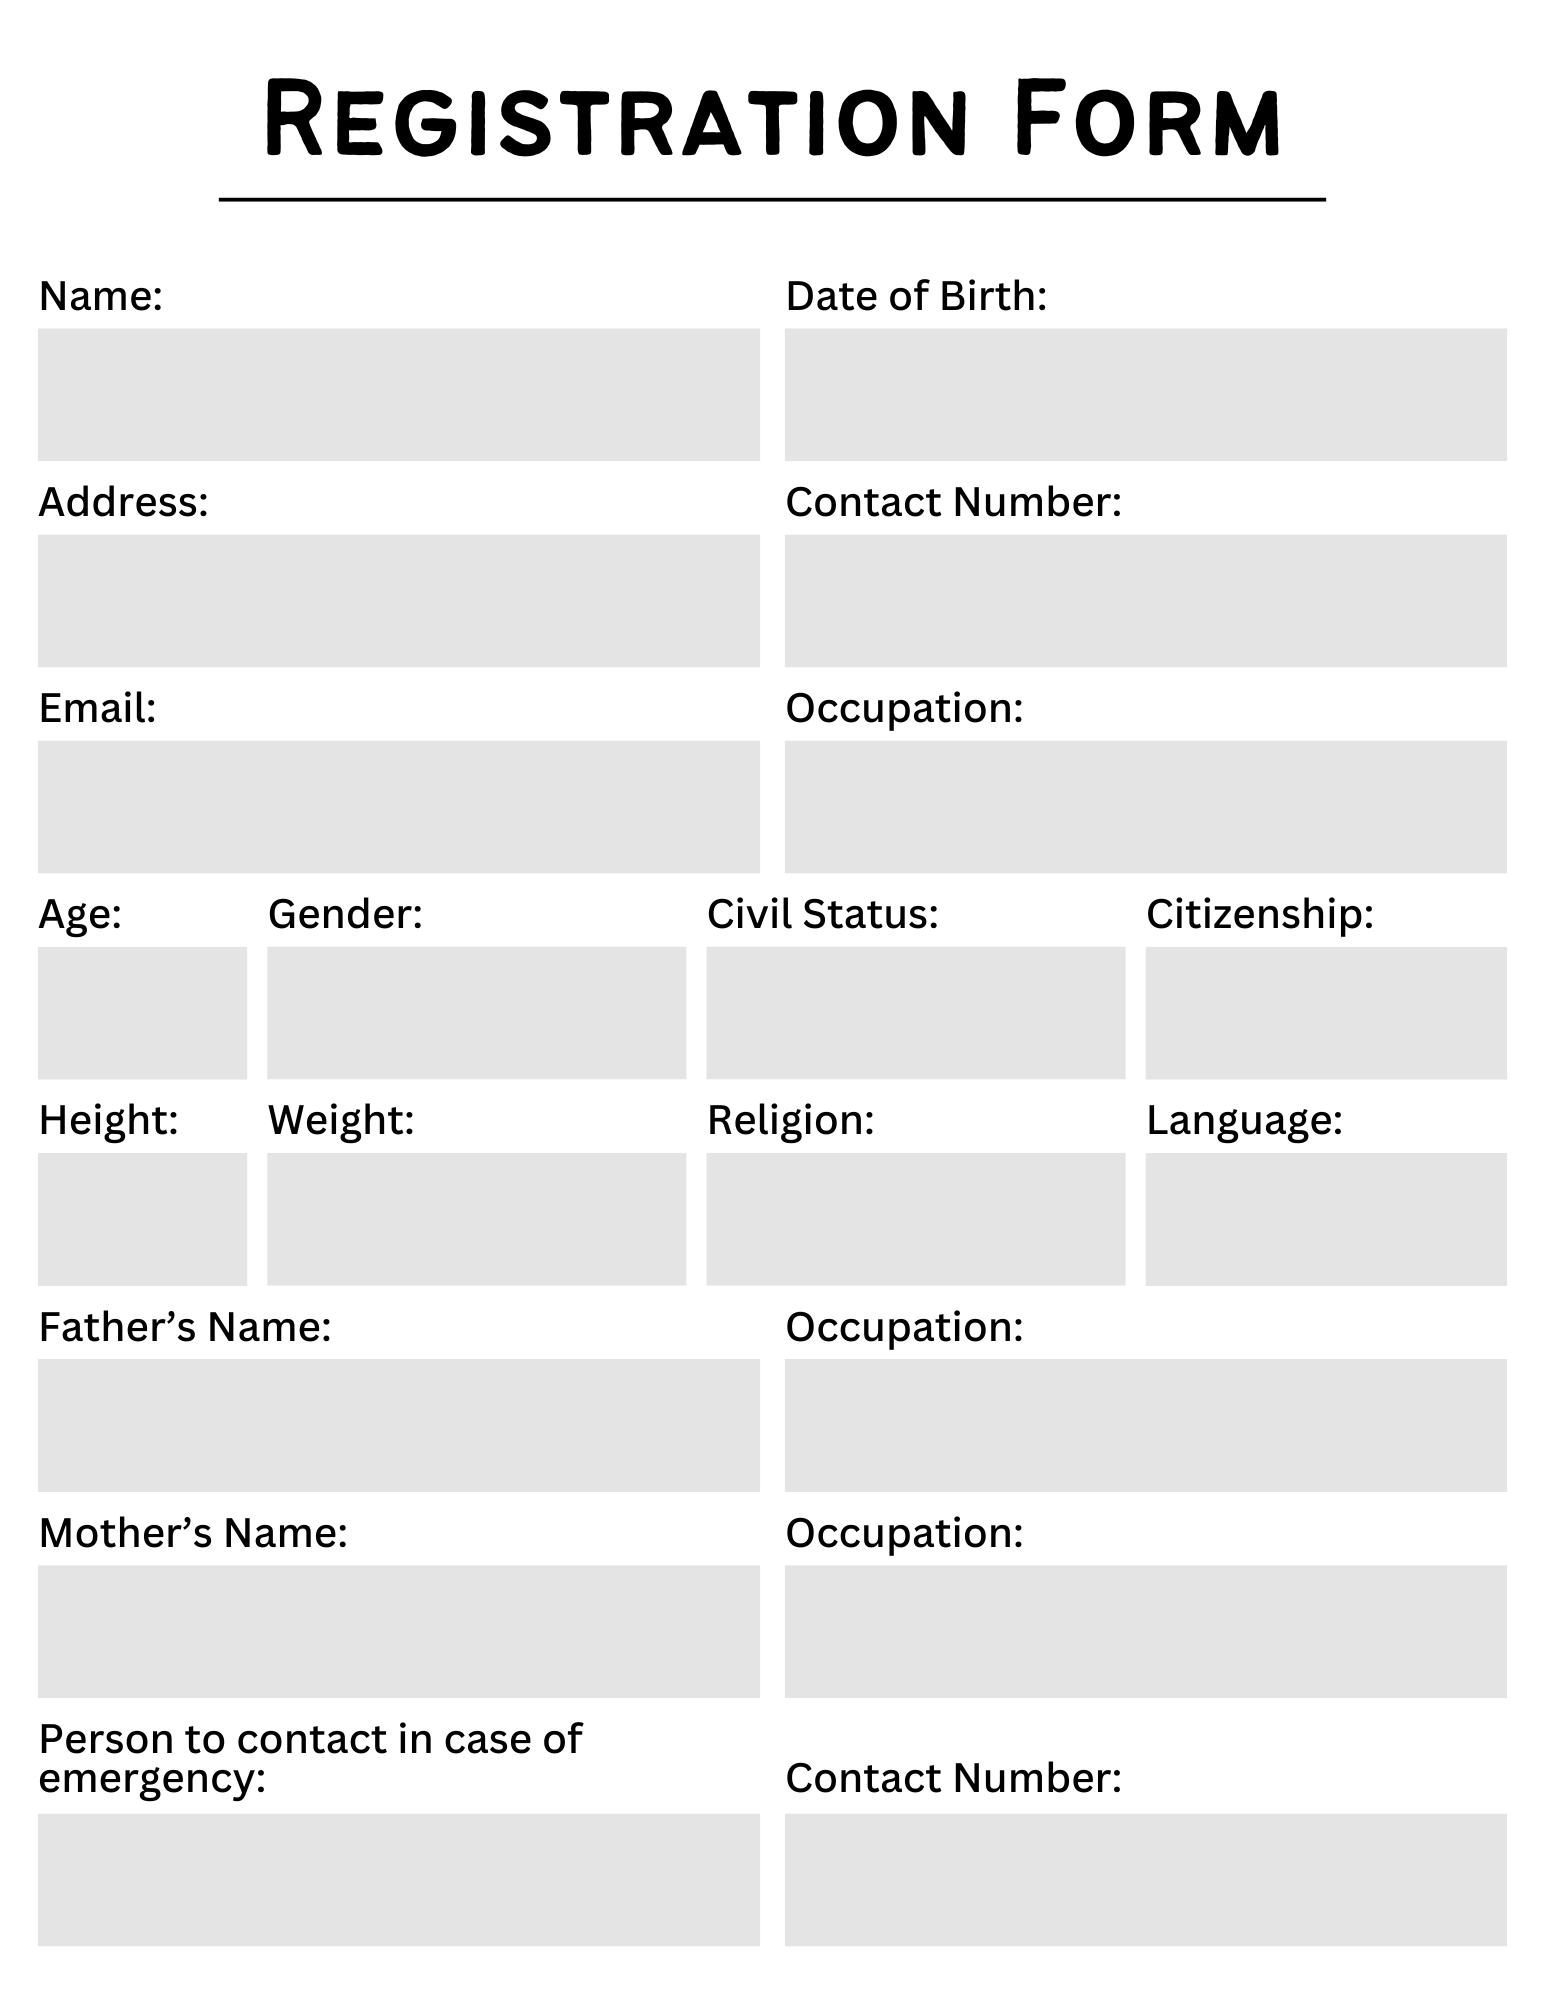 REGISTRATION FORM
Name:
Date of Birth:
Address:
Contact Number:
Email:
Occupation:
Age:
Gender:
Civil Status:
Citizenship:
Height:
Weight:
Religion:
Language:
Father’s Name:
Occupation:
Mother’s Name:
Occupation:
Person to contact in case of
emergency:
Contact Number: